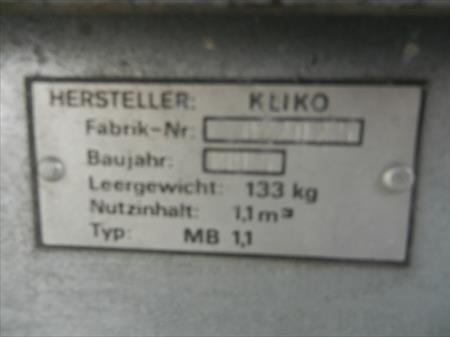 HERSTELLER: KLIKO
Fabrik-Nr:
Baujahr:
Leergewicht: 133 kg
Nutzinhalt: 1,1 m³
Typ: MB 1,1